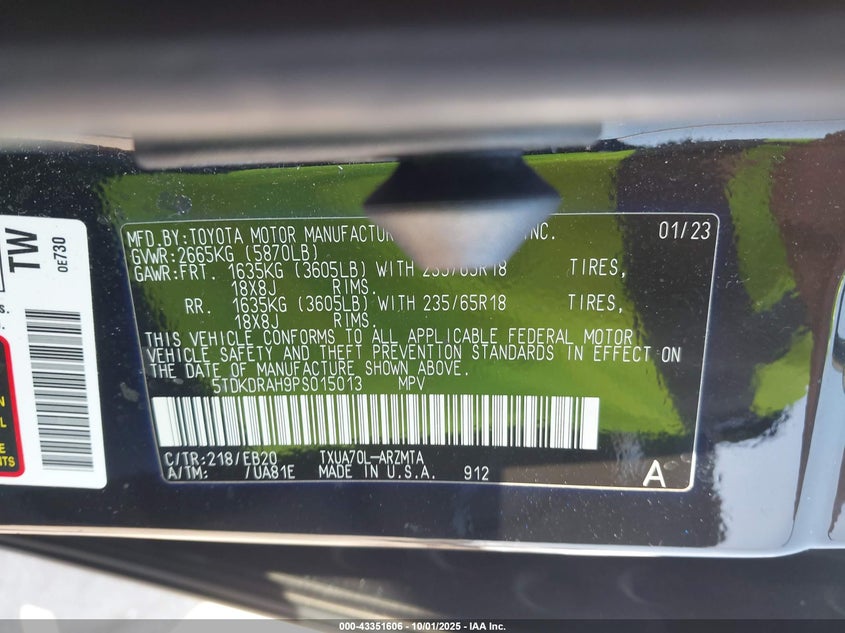 TW
0E730
MFD.BY:TOYOTA MOTOR MANUFACTUR INC. 01/23
GVWR:2665KG (5870LB)
GAWR:FRT. 1635KG (3605LB) WITH 235/65R18 TIRES,
18X8J RIMS.
RR. 1635KG (3605LB) WITH 235/65R18 TIRES,
18X8J RIMS.
THIS VEHICLE CONFORMS TO ALL APPLICABLE FEDERAL MOTOR
VEHICLE SAFETY AND THEFT PREVENTION STANDARDS IN EFFECT ON
THE DATE OF MANUFACTURE SHOWN ABOVE.
5TDKDRAH9PS015013 MPV
C/TR:218/EB20 TXUA70L-ARZMTA
A/TM: /UA81E MADE IN U.S.A. 912 A
000-43351606 - 10/01/2025 - IAA Inc.